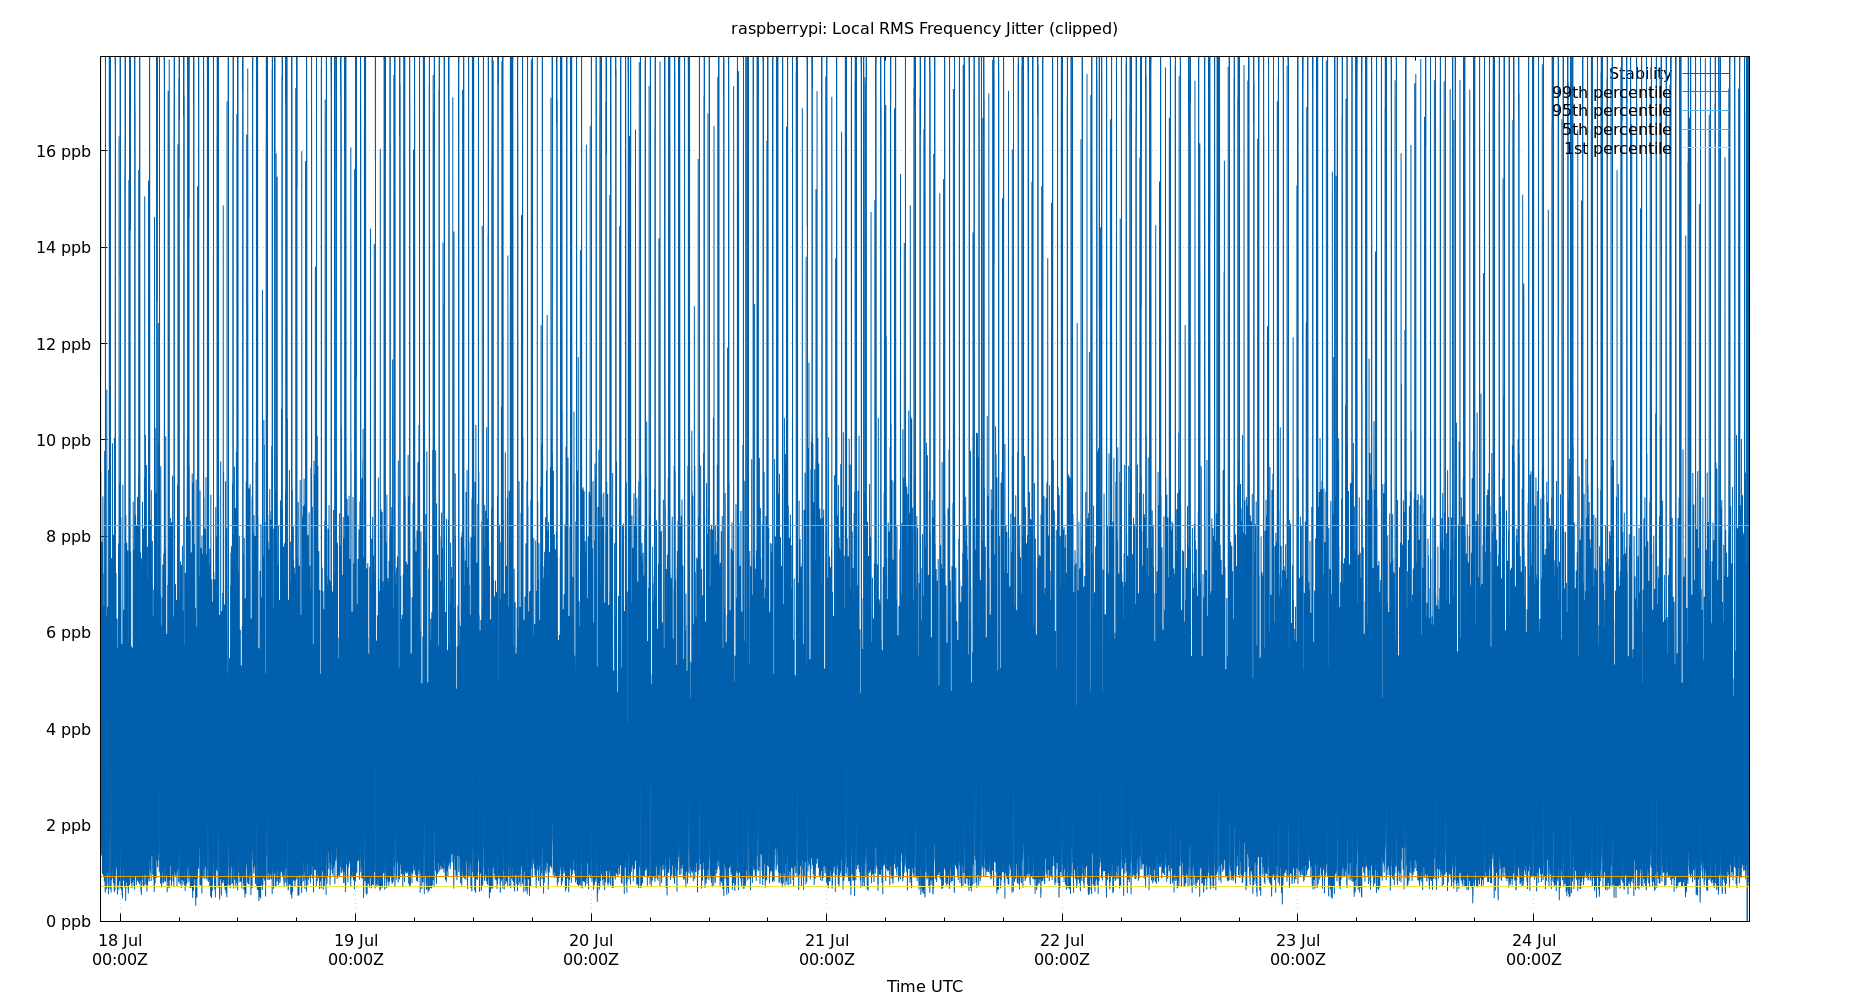 raspberrypi: Local RMS Frequency Jitter (clipped)
Stability
99th percentile
95th percentile
5th percentile
1st percentile
16 ppb
14 ppb
12 ppb
10 ppb
8 ppb
6 ppb
4 ppb
2 ppb
0 ppb
18 Jul 19 Jul 20 Jul 21 Jul 22 Jul 23 Jul 24 Jul
00:00Z 00:00Z 00:00Z 00:00Z 00:00Z 00:00Z 00:00Z
Time UTC